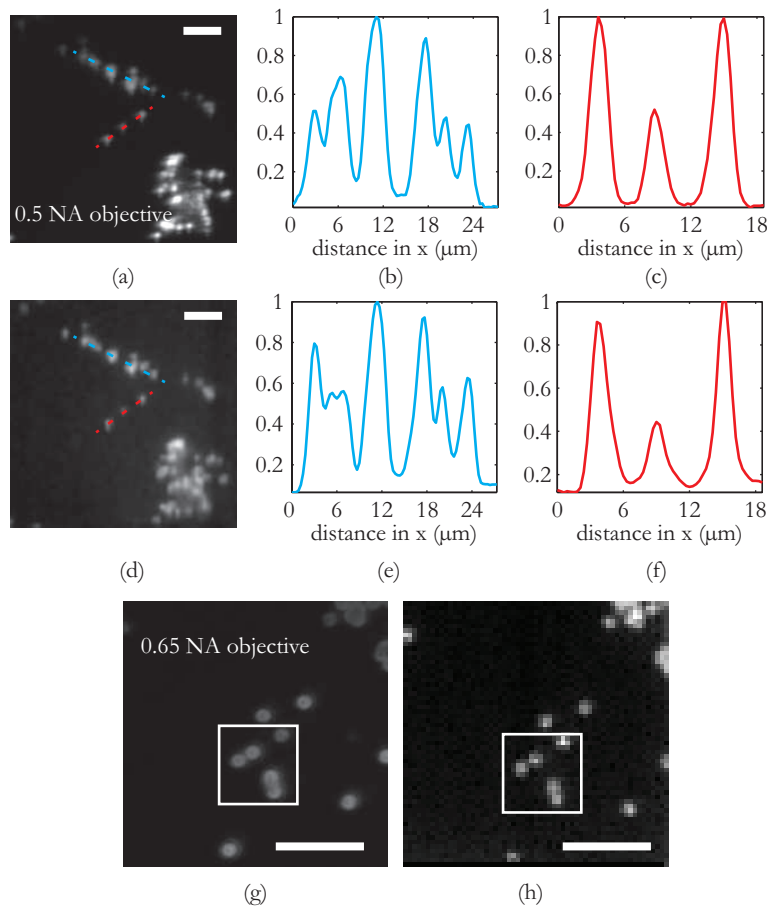 0.5 NA objective
(a)
1
0.8
0.6
0.4
0.2
0 6 12 18 24
distance in x (μm)
(b)
1
0.8
0.6
0.4
0.2
0 6 12 18
distance in x (μm)
(c)
(d)
1
0.8
0.6
0.4
0.2
0 6 12 18 24
distance in x (μm)
(e)
1
0.8
0.6
0.4
0.2
0 6 12 18
distance in x (μm)
(f)
0.65 NA objective
(g)
(h)